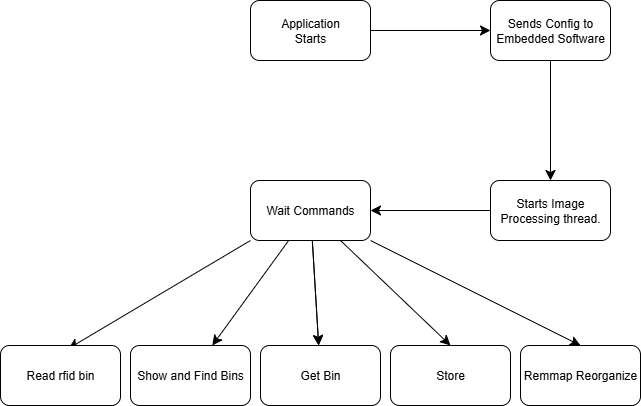 Application
Starts
Sends Config to
Embedded Software
Wait Commands
Starts Image
Processing thread.
Read rfid bin
Show and Find Bins
Get Bin
Store
Remmap Reorganize